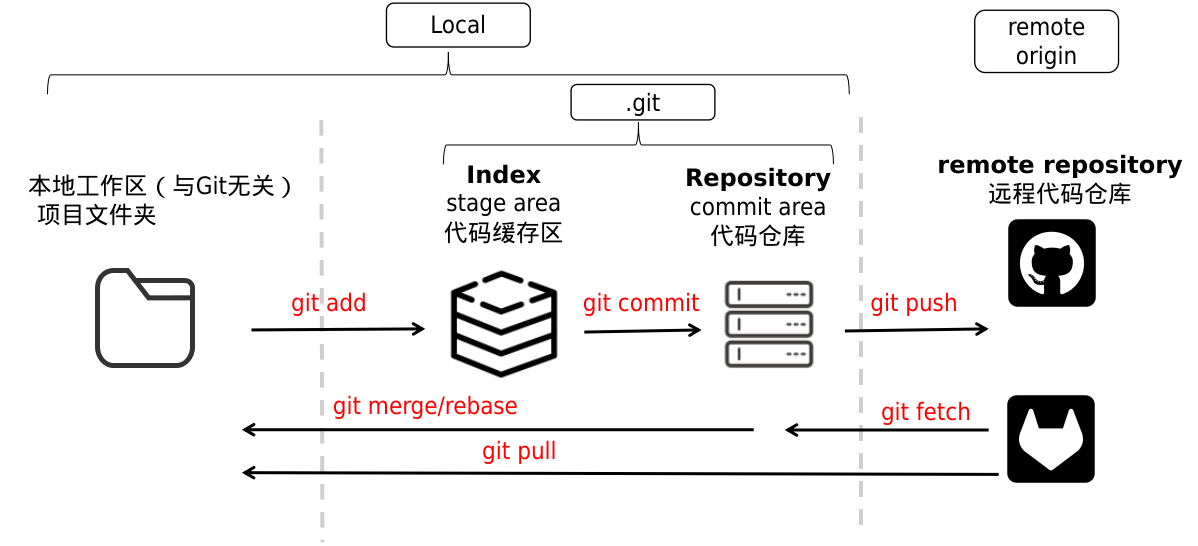 Local
remote
origin
.git
本地工作区（与Git无关）
项目文件夹
Index
stage area
代码缓存区
Repository
commit area
代码仓库
remote repository
远程代码仓库
git add
git commit
git push
git merge/rebase
git fetch
git pull